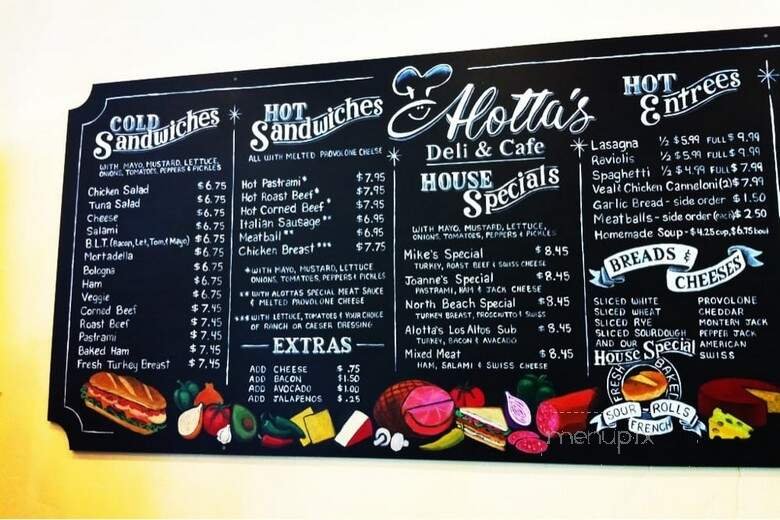 COLD
Sandwiches
WITH MAYO, MUSTARD, LETTUCE,
ONIONS, TOMATOES, PEPPERS & PICKLES
Chicken Salad $6.75
Tuna Salad $6.75
Cheese $6.75
Salami $6.75
B.L.T. (Bacon, Let, Tom, & Mayo) $6.75
Mortadella $6.75
Bologna $6.75
Ham $6.75
Veggie $6.75
Corned Beef $7.45
Roast Beef $7.45
Pastrami $7.45
Baked Ham $7.45
Fresh Turkey Breast $7.45
HOT
Sandwiches
ALL WITH MELTED PROVOLONE CHEESE
Hot Pastrami* $7.95
Hot Roast Beef* $7.95
Hot Corned Beef* $7.95
Italian Sausage** $6.95
Meatball** $6.95
Chicken Breast*** $7.75
*WITH MAYO, MUSTARD, LETTUCE
ONIONS, TOMATOES, PEPPERS & PICKLES
** WITH ALOTTA'S SPECIAL MEAT SAUCE
& MELTED PROVOLONE CHEESE
*** WITH LETTUCE, TOMATOES & YOUR CHOICE
OF RANCH OR CAESER DRESSING
EXTRAS
ADD CHEESE $.75
ADD BACON $1.50
ADD AVOCADO $1.00
ADD JALAPENOS $.25
Alotta's
Deli & Cafe
HOUSE
Specials
WITH MAYO, MUSTARD, LETTUCE,
ONIONS, TOMATOES, PEPPERS & PICKLES
Mike's Special $8.45
TURKEY, ROAST BEEF & SWISS CHEESE
Joanne's Special $8.45
PASTRAMI, HAM & JACK CHEESE
North Beach Special $8.45
TURKEY BREAST, PROSCHUTTO & SWISS
Alotta's Los Altos Sub $8.45
TURKEY, BACON & AVACADO
Mixed Meat $8.45
HAM, SALAMI & SWISS CHEESE
HOT
Entrees
Lasagna ½ $5.99 FULL $9.99
Raviolis ½ $5.99 FULL $9.99
Spaghetti ½ $4.99 FULL $7.99
Veal & Chicken Canneloni (2) $7.99
Garlic Bread - side order $1.50
Meatballs - side order (each) $2.50
Homemade Soup - $4.25 cup, $6.75 bowl
BREADS &
CHEESES
SLICED WHITE
SLICED WHEAT
SLICED RYE
SLICED SOURDOUGH
AND OUR
House Special
PROVOLONE
CHEDDAR
MONTERY JACK
PEPPER JACK
AMERICAN
SWISS
FRESH BAKED
SOUR ROLLS
FRENCH
menupix